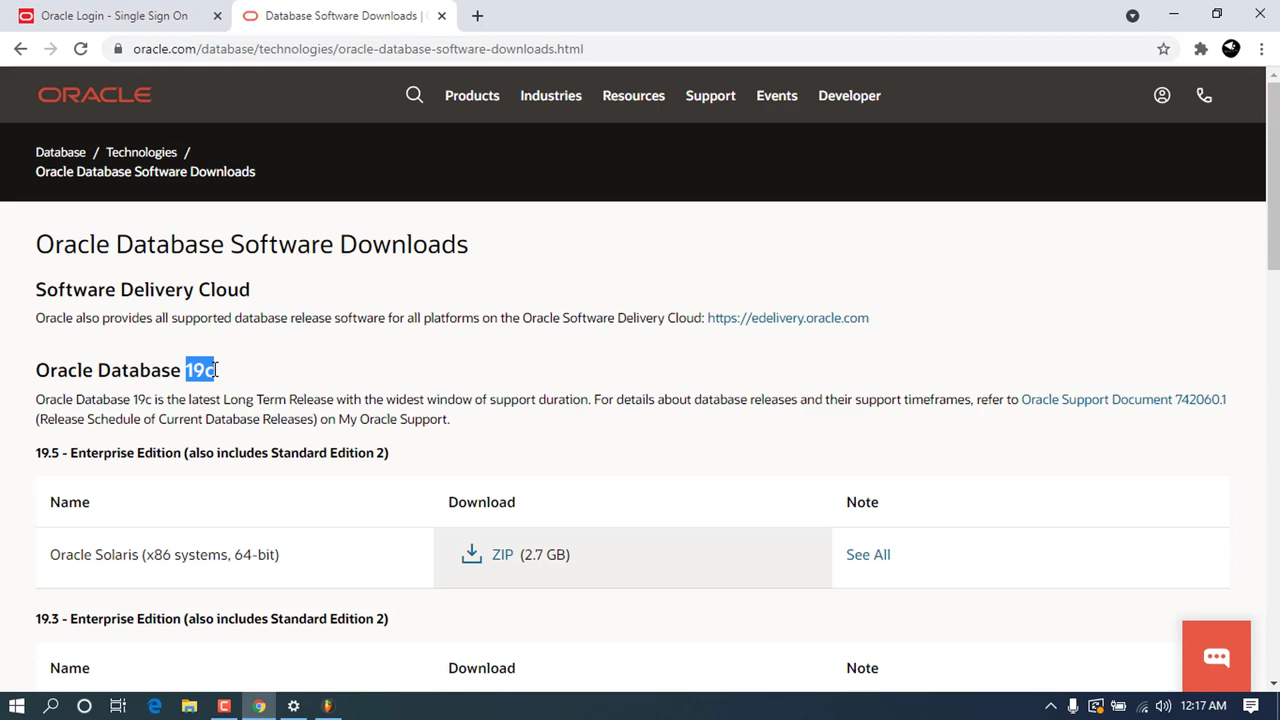 Oracle Login - Single Sign On
Database Software Downloads |
oracle.com/database/technologies/oracle-database-software-downloads.html
ORACLE
Products Industries Resources Support Events Developer
Database / Technologies /
Oracle Database Software Downloads
Oracle Database Software Downloads
Software Delivery Cloud
Oracle also provides all supported database release software for all platforms on the Oracle Software Delivery Cloud: https://edelivery.oracle.com
Oracle Database 19c
Oracle Database 19c is the latest Long Term Release with the widest window of support duration. For details about database releases and their support timeframes, refer to Oracle Support Document 742060.1
(Release Schedule of Current Database Releases) on My Oracle Support.
19.5 - Enterprise Edition (also includes Standard Edition 2)
Name Download Note
Oracle Solaris (x86 systems, 64-bit) ZIP (2.7 GB) See All
19.3 - Enterprise Edition (also includes Standard Edition 2)
Name Download Note
12:17 AM